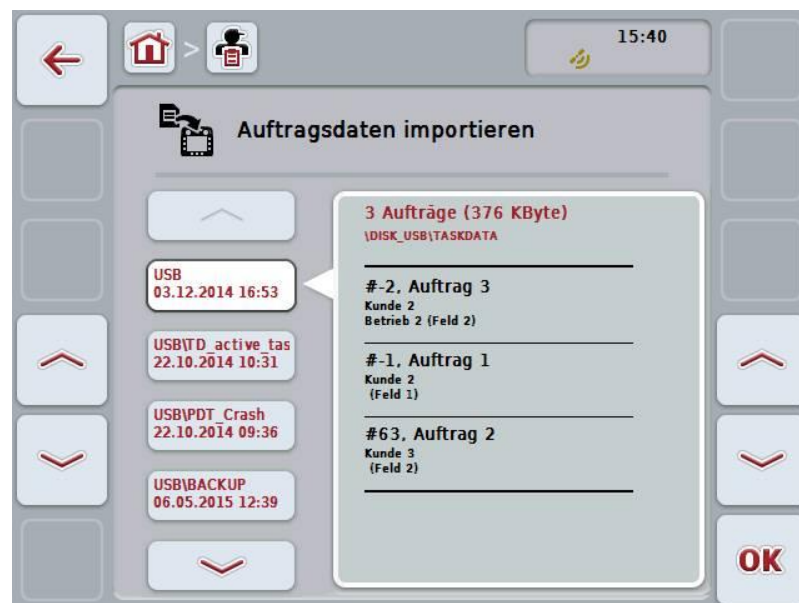 >
15:40
Auftragsdaten importieren
USB
03.12.2014 16:53
USB\TD_active_tas
22.10.2014 10:31
USB\PDT_Crash
22.10.2014 09:36
USB\BACKUP
06.05.2015 12:39
3 Aufträge (376 KByte)
\DISK_USB\TASKDATA
#-2, Auftrag 3
Kunde 2
Betrieb 2 (Feld 2)
#-1, Auftrag 1
Kunde 2
(Feld 1)
#63, Auftrag 2
Kunde 3
(Feld 2)
OK